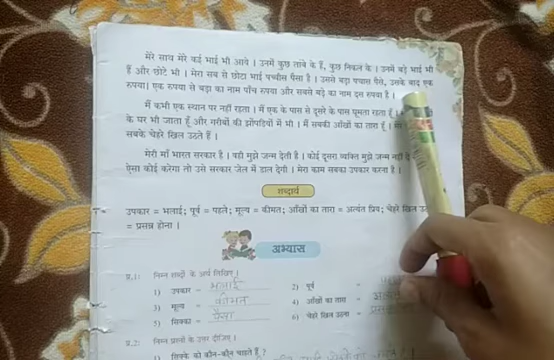 मेरे साथ मेरे कई भाई भी आये । उनमें कुछ तांबे के हैं, कुछ निकल के । उनमें बड़े भाई भी
हैं और छोटे भी । मेरा सब से छोटा भाई पच्चीस पैसा है । उससे बड़ा पचास पैसे, उसके बाद एक
रुपया। एक रुपया से बड़ा का नाम पाँच रुपया और सबसे बड़े का नाम दस रुपया है ।
मैं कभी एक स्थान पर नहीं रहता । मैं एक के पास से दूसरे के पास घूमता रहता हूँ ।
के घर भी जाता हूँ और गरीबों की झोंपड़ियों में भी । मैं सबकी आँखों का तारा हूँ ।
सबके चेहरे खिल उठते हैं ।
मेरी माँ भारत सरकार है । वही मुझे जन्म देती है । कोई दूसरा व्यक्ति मुझे जन्म नहीं
ऐसा कोई करेगा तो उसे सरकार जेल में डाल देगी । मेरा काम सबका उपकार करना है ।
शब्दार्थ
उपकार = भलाई; पूर्व = पहले; मूल्य = कीमत; आँखों का तारा = अत्यंत प्रिय; चेहरे खिल
= प्रसन्न होना ।
अभ्यास
प्र.1: निम्न शब्दों के अर्थ लिखिए ।
1) उपकार = भलाई 2) पूर्व =
3) मूल्य = कीमत 4) आँखों का तारा =
5) सिक्का = पैसा 6) चेहरे खिल उठना =
प्र.2: निम्न प्रश्नों के उत्तर दीजिए ।
1) सिक्के को कौन-कौन चाहते हैं ?